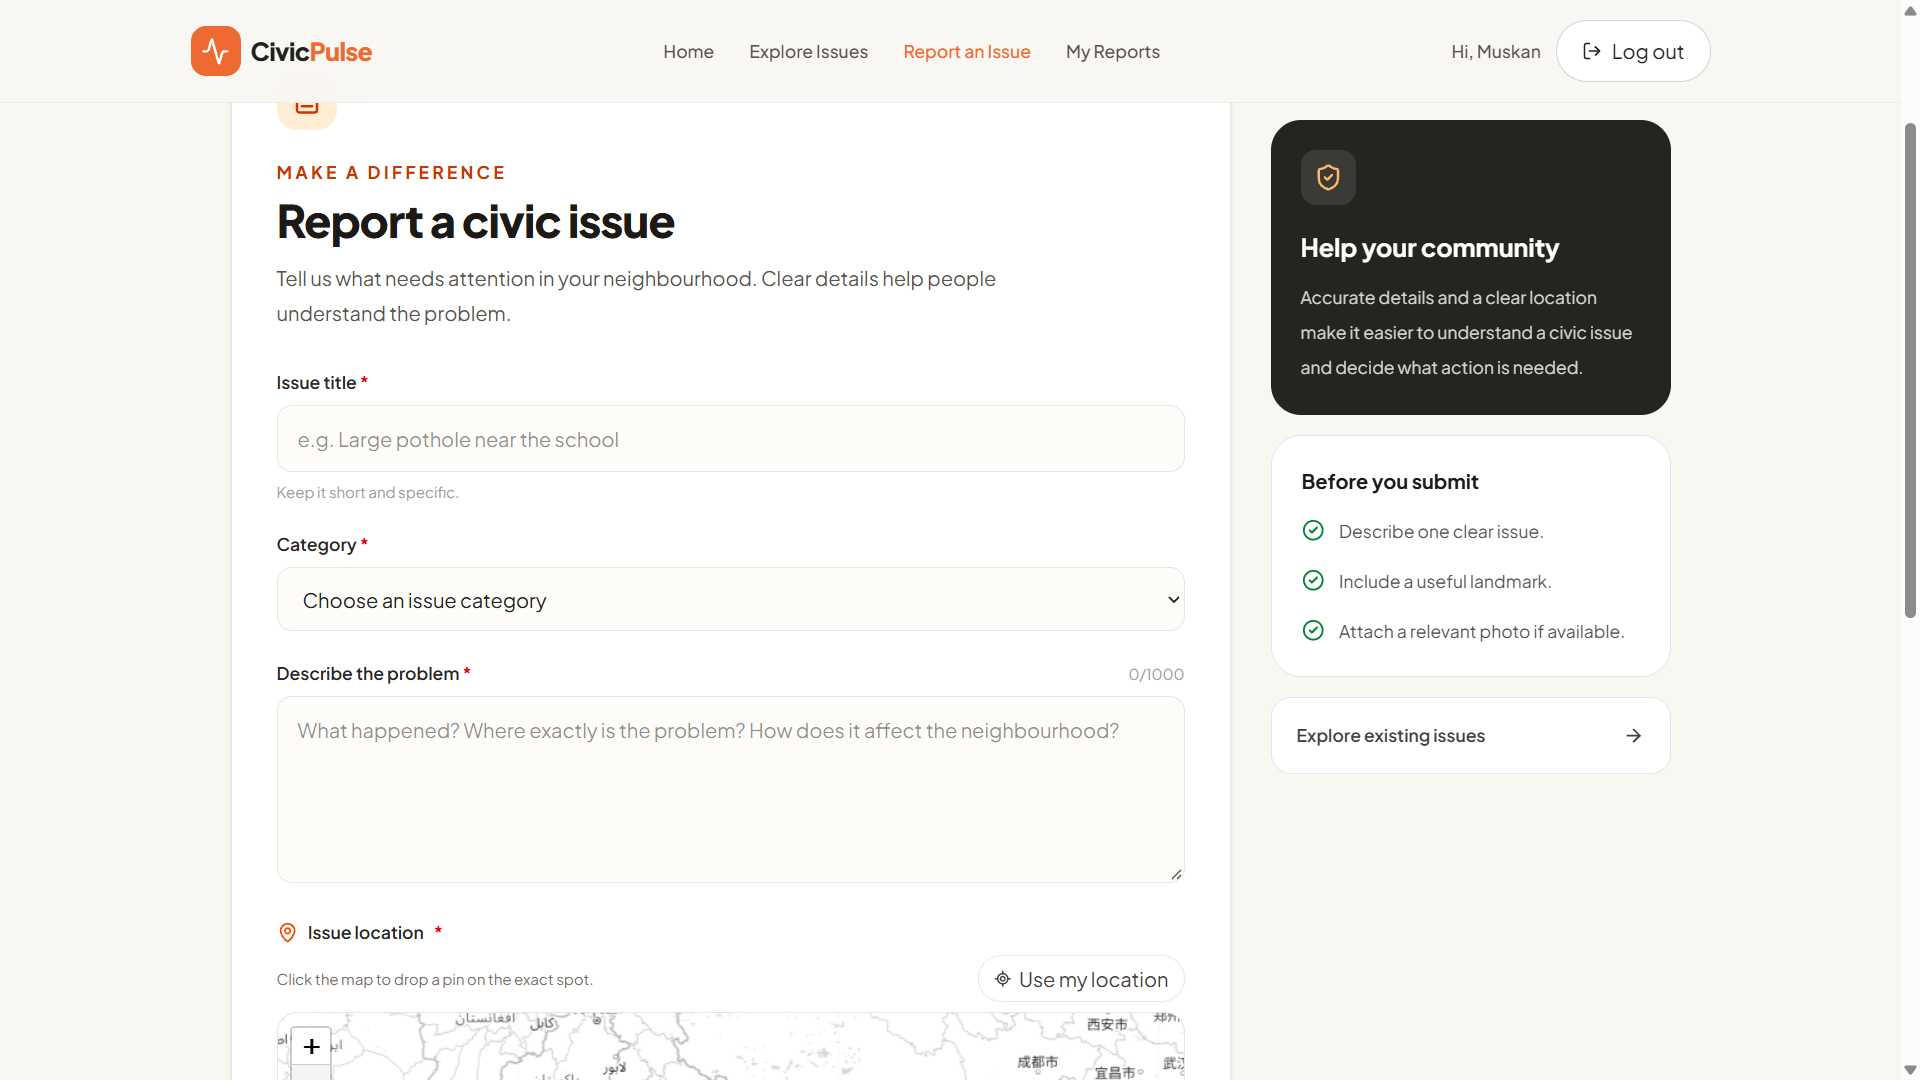 CivicPulse
Home
Explore Issues
Report an Issue
My Reports
Hi, Muskan
Log out
MAKE A DIFFERENCE
Report a civic issue
Tell us what needs attention in your neighbourhood. Clear details help people
understand the problem.
Issue title *
e.g. Large pothole near the school
Keep it short and specific.
Category *
Choose an issue category
Describe the problem *
0/1000
What happened? Where exactly is the problem? How does it affect the neighbourhood?
Issue location *
Click the map to drop a pin on the exact spot.
Use my location
+
افغانستان
کابل
لاہور
西安市
成都市
宜昌市
Help your community
Accurate details and a clear location
make it easier to understand a civic issue
and decide what action is needed.
Before you submit
Describe one clear issue.
Include a useful landmark.
Attach a relevant photo if available.
Explore existing issues